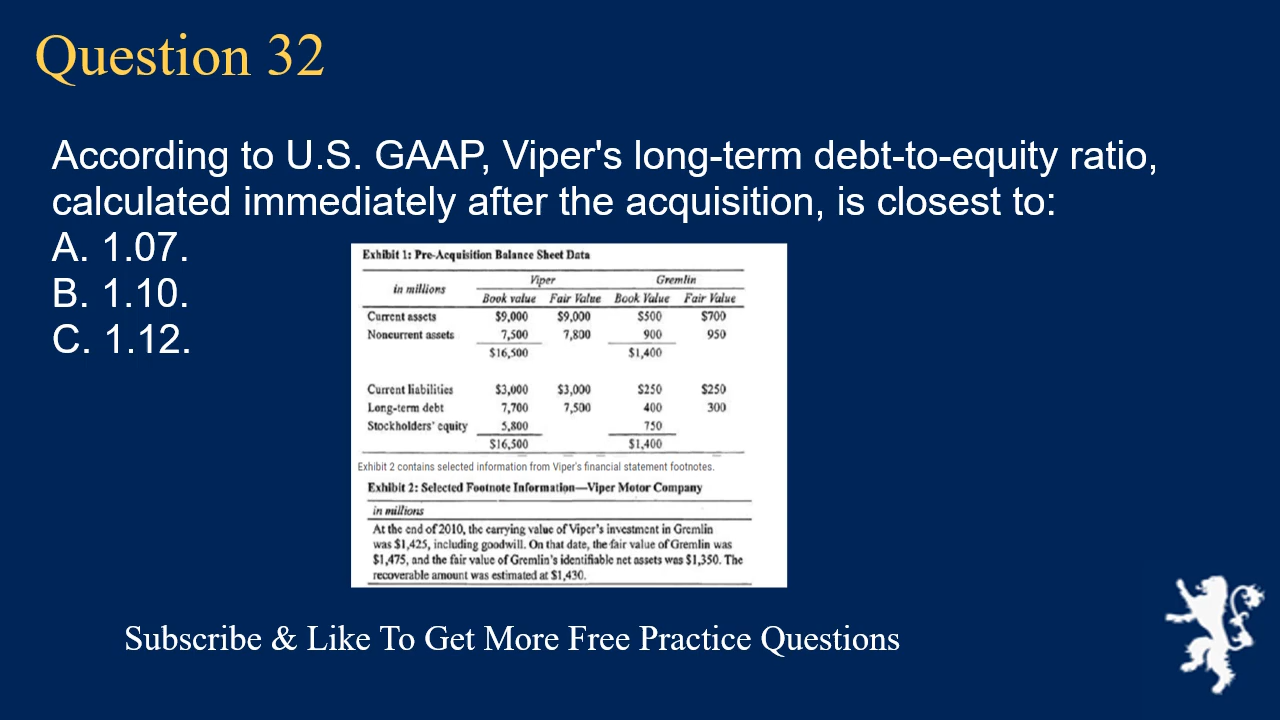 Question 32
According to U.S. GAAP, Viper's long-term debt-to-equity ratio,
calculated immediately after the acquisition, is closest to:
A. 1.07.
B. 1.10.
C. 1.12.
Exhibit 1: Pre-Acquisition Balance Sheet Data
in millions Viper Gremlin
Book value Fair Value Book Value Fair Value
Current assets $9,000 $9,000 $500 $700
Noncurrent assets 7,500 7,800 900 950
$16,500 $1,400
Current liabilities $3,000 $3,000 $250 $250
Long-term debt 7,700 7,500 400 300
Stockholders' equity 5,800 750
$16,500 $1,400
Exhibit 2 contains selected information from Viper's financial statement footnotes.
Exhibit 2: Selected Footnote Information—Viper Motor Company
in millions
At the end of 2010, the carrying value of Viper's investment in Gremlin
was $1,425, including goodwill. On that date, the fair value of Gremlin was
$1,475, and the fair value of Gremlin's identifiable net assets was $1,350. The
recoverable amount was estimated at $1,430.
Subscribe & Like To Get More Free Practice Questions